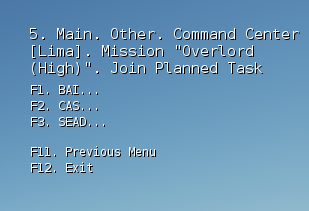 5. Main. Other. Command Center
[Lima]. Mission "Overlord
(High)". Join Planned Task
F1. BAI...
F2. CAS...
F3. SEAD...
F11. Previous Menu
F12. Exit